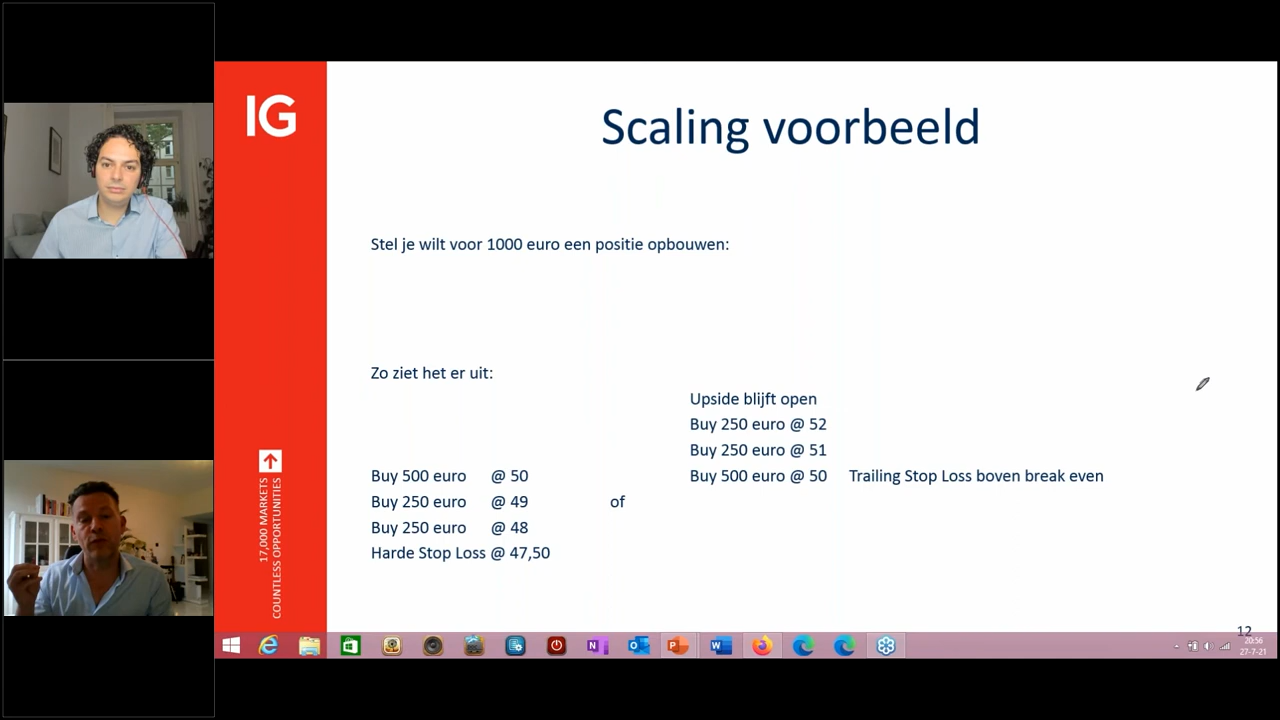 IG
Scaling voorbeeld
Stel je wilt voor 1000 euro een positie opbouwen:
Zo ziet het er uit:
Upside blijft open
Buy 250 euro @ 52
Buy 250 euro @ 51
Buy 500 euro @ 50 Trailing Stop Loss boven break even
Buy 500 euro @ 50
Buy 250 euro @ 49 of
Buy 250 euro @ 48
Harde Stop Loss @ 47,50
17,000 MARKETS
COUNTLESS OPPORTUNITIES
12
20:56
27-7-21